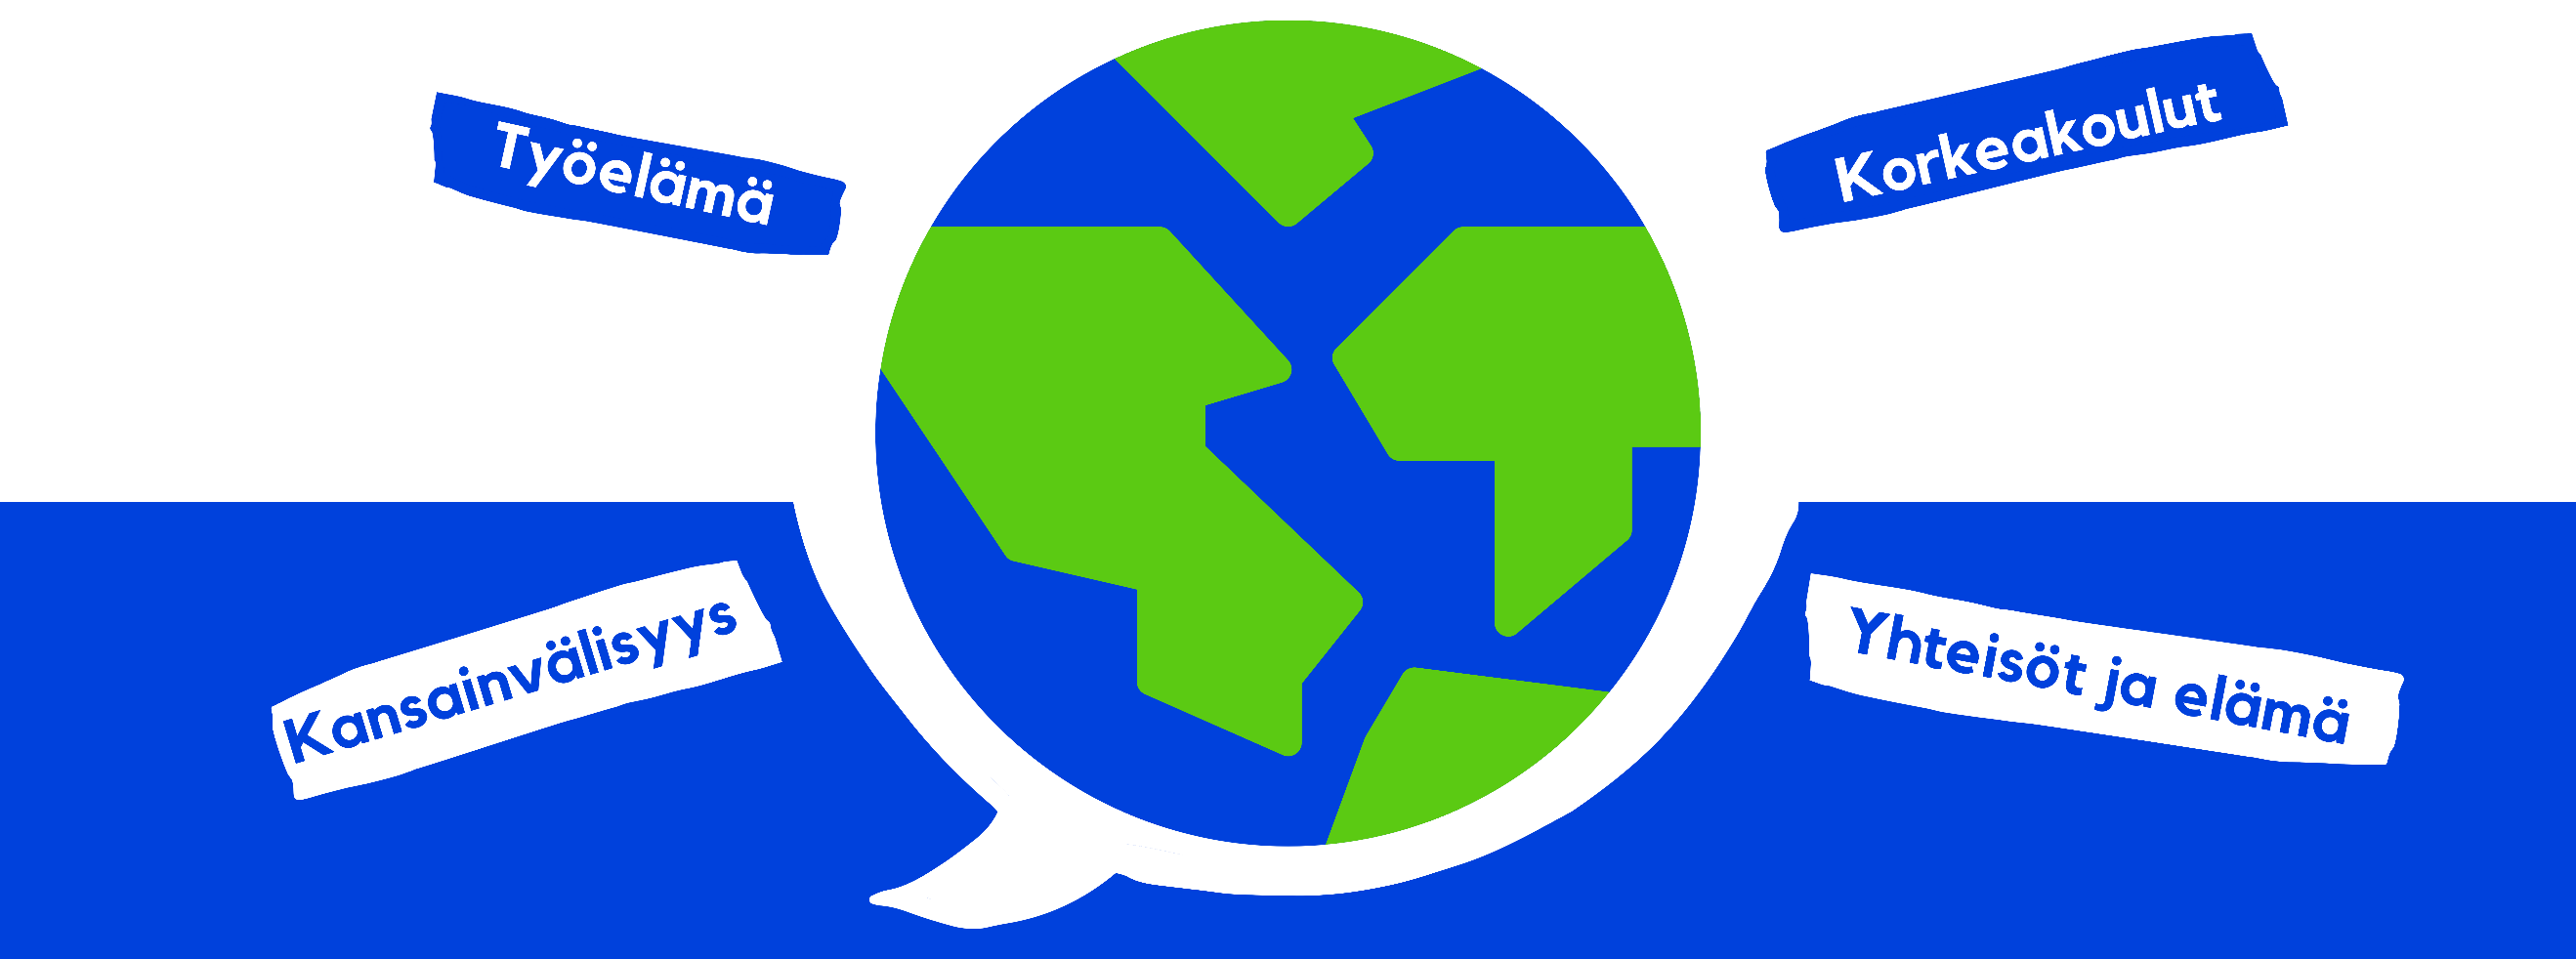 Työelämä
Korkeakoulut
Kansainvälisyys
Yhteisöt ja elämä